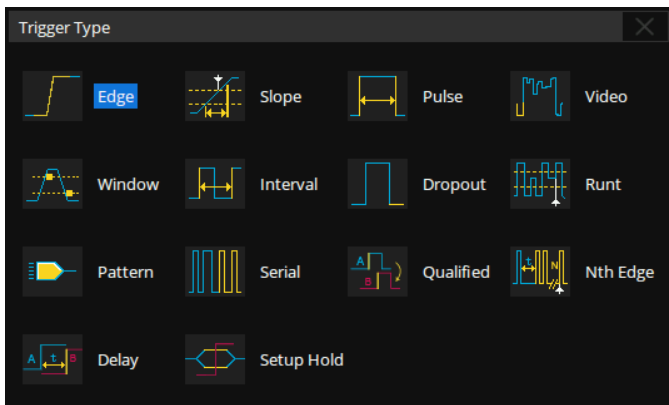 Trigger Type
Edge Slope Pulse Video
Window Interval Dropout Runt
Pattern Serial A B Qualified t N Nth Edge
A t B Delay Setup Hold